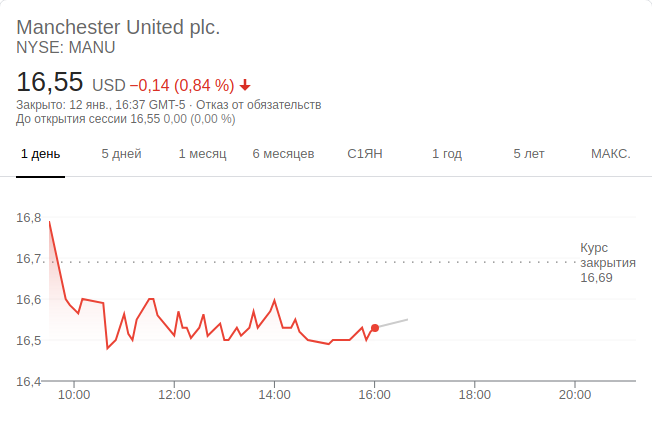 Manchester United plc.
NYSE: MANU
16,55 USD −0,14 (0,84 %)
Закрыто: 12 янв., 16:37 GMT-5 · Отказ от обязательств
До открытия сессии 16,55 0,00 (0,00 %)
1 день 5 дней 1 месяц 6 месяцев С1ЯН 1 год 5 лет МАКС.
16,8
16,7
16,6
16,5
16,4
Курс
закрытия
16,69
10:00 12:00 14:00 16:00 18:00 20:00